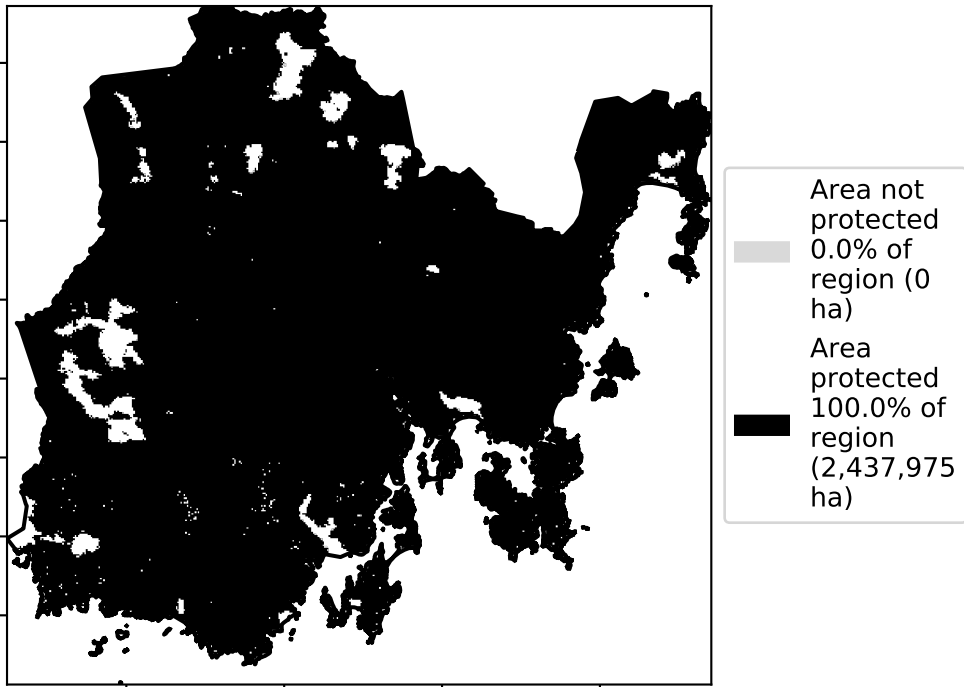 Area not
protected
0.0% of
region (0
ha)
Area
protected
100.0% of
region
(2,437,975
ha)